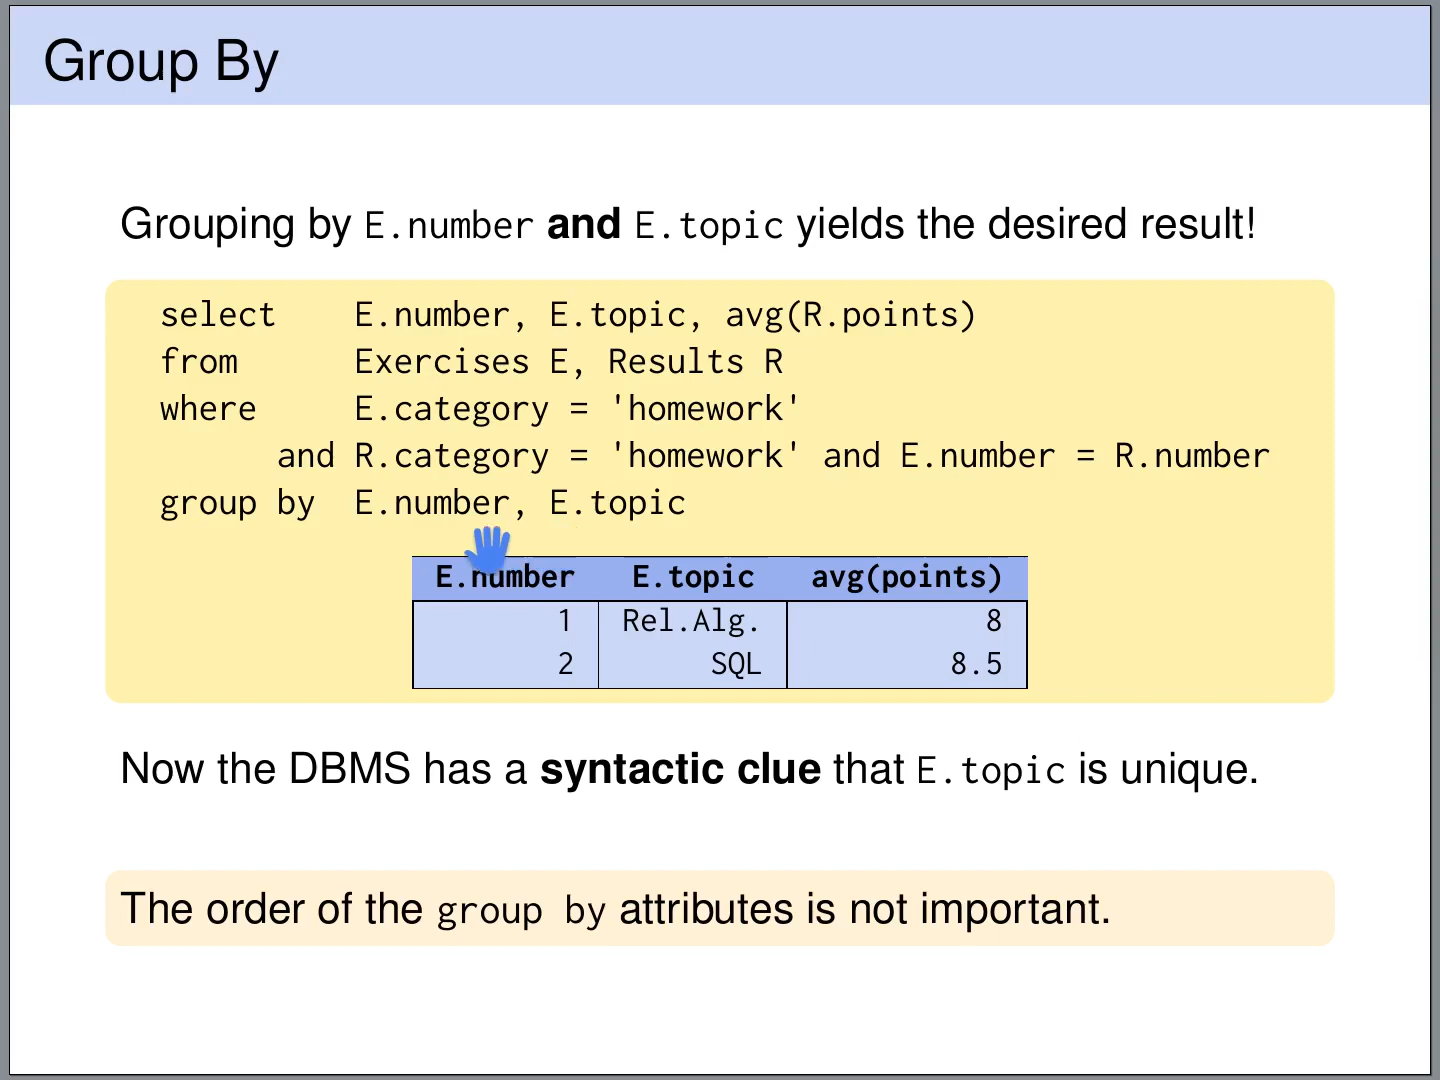 Group By
Grouping by E.number and E.topic yields the desired result!
select E.number, E.topic, avg(R.points)
from Exercises E, Results R
where E.category = 'homework'
and R.category = 'homework' and E.number = R.number
group by E.number, E.topic
E.number E.topic avg(points)
1 Rel.Alg. 8
2 SQL 8.5
Now the DBMS has a syntactic clue that E.topic is unique.
The order of the group by attributes is not important.